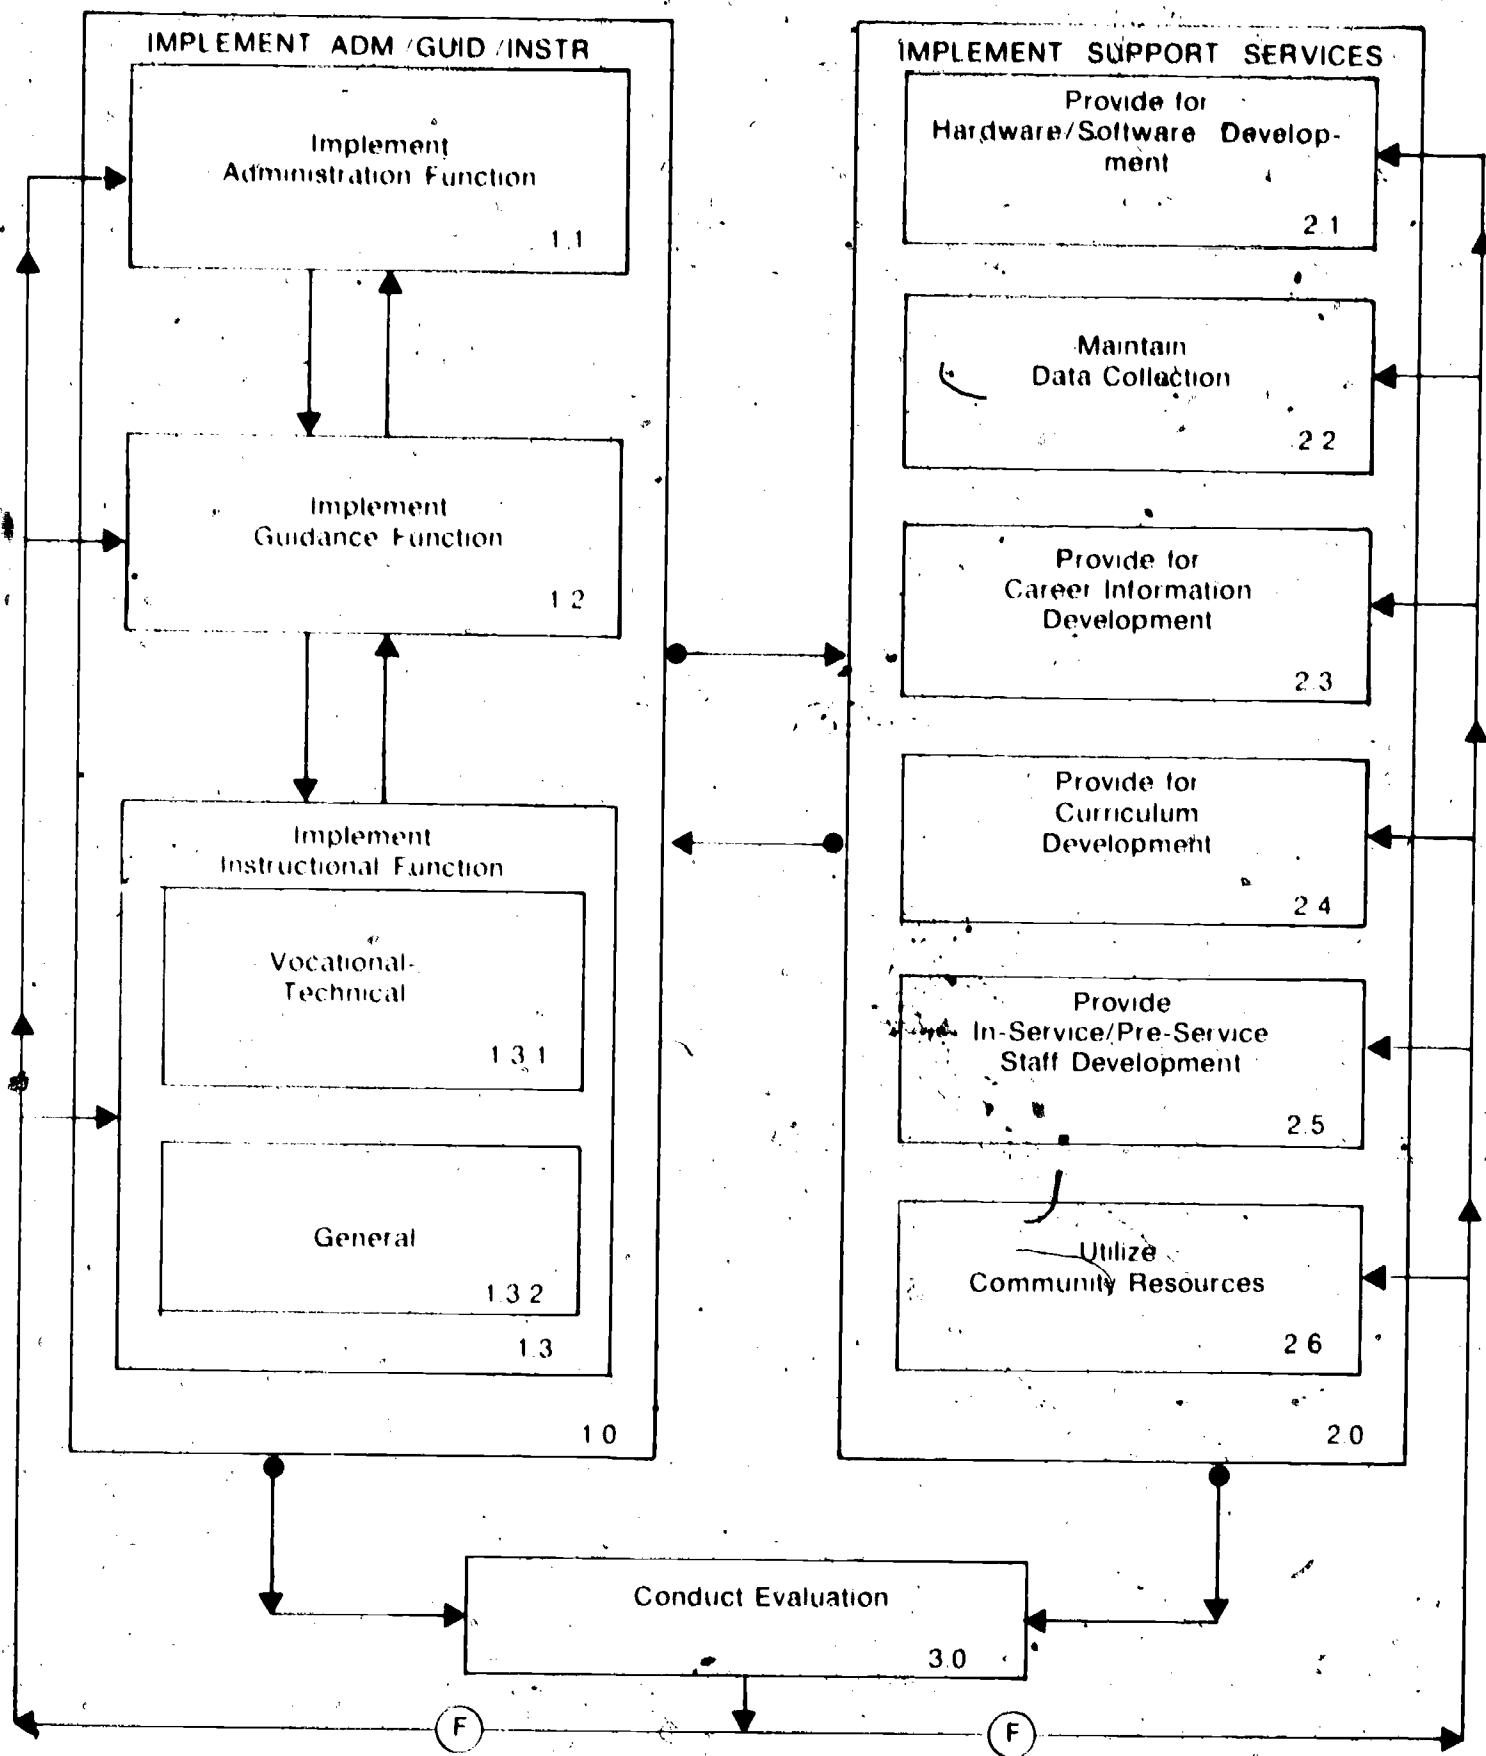 IMPLEMENT ADM/GUID/INSTR
Implement
Administration Function
1.1
Implement
Guidance Function
1 2
Implement
Instructional Function
Vocational-
Technical
1.3 1
General
1.3 2
1.3
1 0
IMPLEMENT SUPPORT SERVICES
Provide for
Hardware/Software Develop-
ment
2.1
Maintain
Data Collection
2 2
Provide for
Career Information
Development
2.3
Provide for
Curriculum
Development
2 4
Provide
In-Service/Pre-Service
Staff Development
2.5
Utilize
Community Resources
2 6
2.0
Conduct Evaluation
3.0
F
F